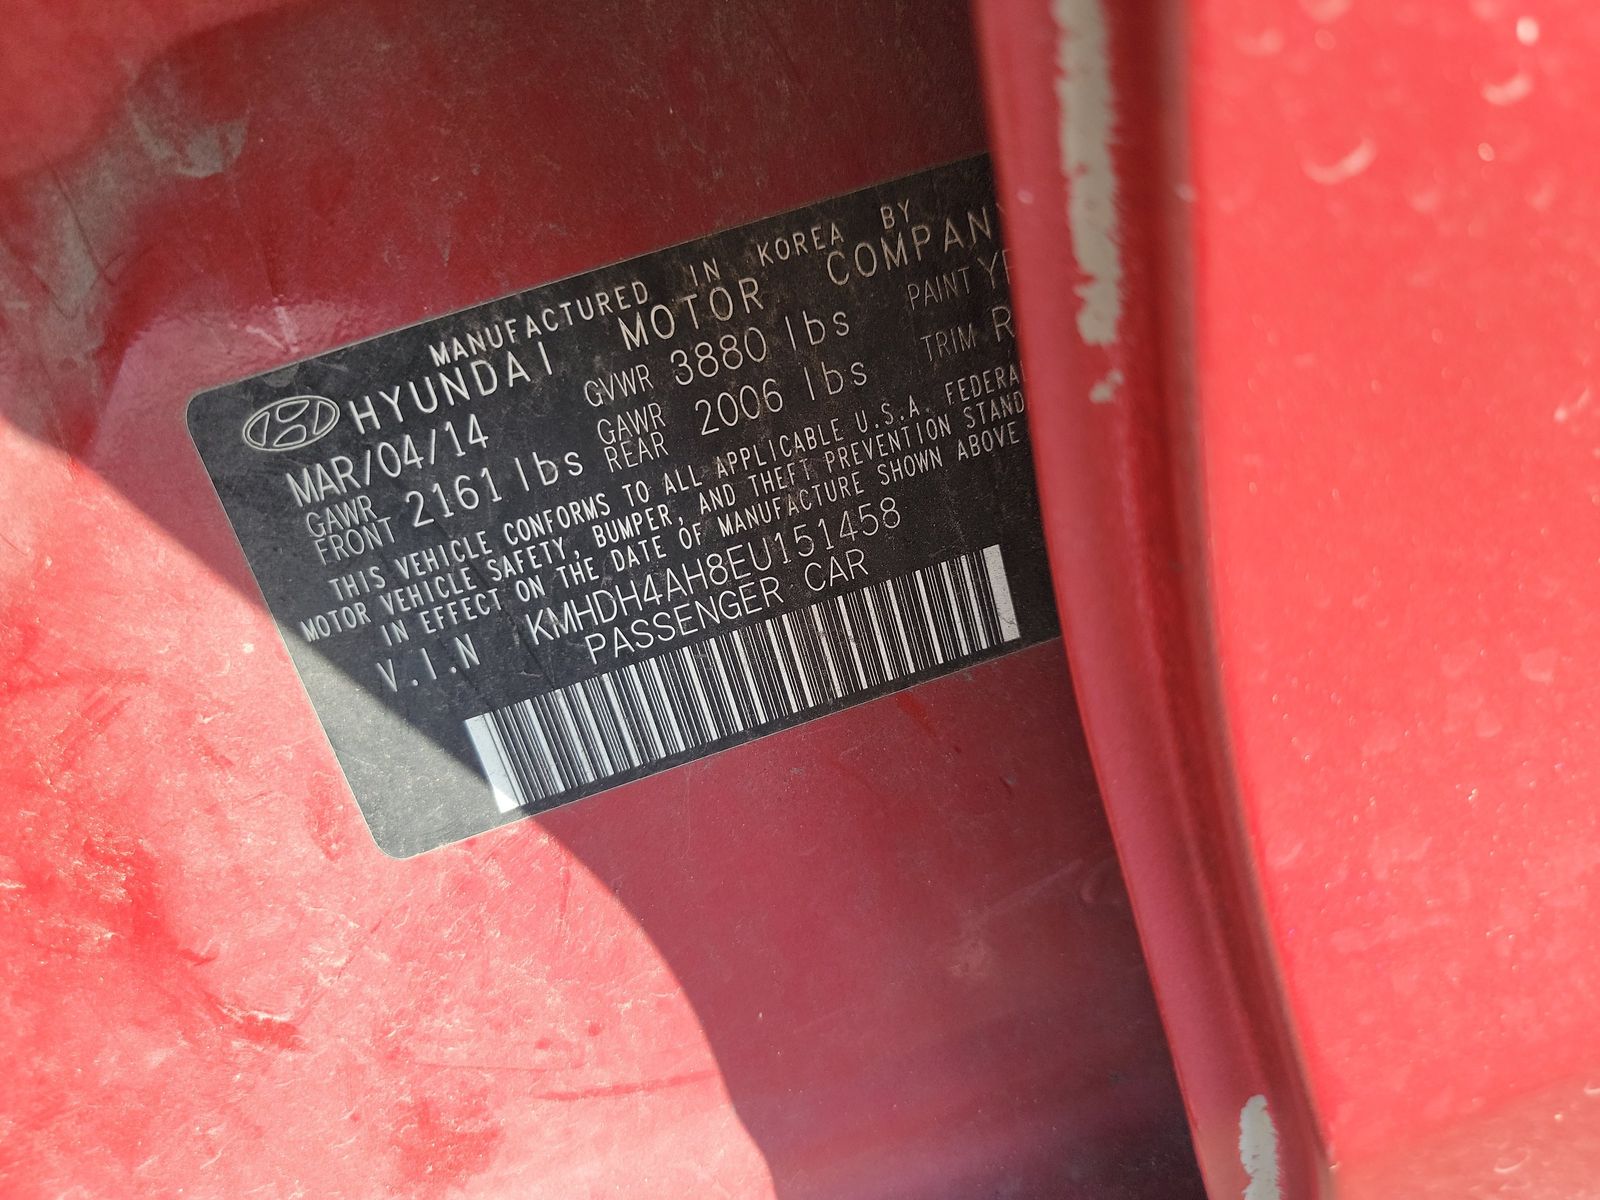 MANUFACTURED IN KOREA BY
HYUNDAI MOTOR COMPANY
MAR/04/14 GVWR 3880 lbs PAINT
GAWR FRONT 2161 lbs GAWR REAR 2006 lbs TRIM
THIS VEHICLE CONFORMS TO ALL APPLICABLE U.S.A. FEDERAL
MOTOR VEHICLE SAFETY, BUMPER, AND THEFT PREVENTION STAND
IN EFFECT ON THE DATE OF MANUFACTURE SHOWN ABOVE
V.I.N KMHDH4AH8EU151458
PASSENGER CAR